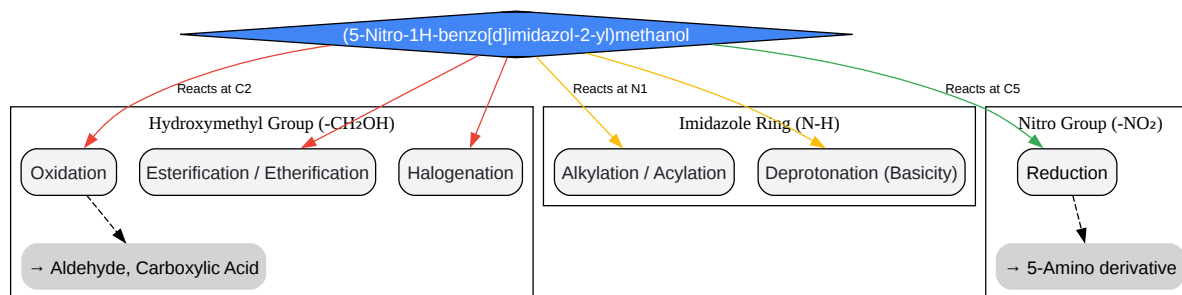 (5-Nitro-1H-benzo[d]imidazol-2-yl)methanol
Reacts at C2
Reacts at N1
Reacts at C5
Hydroxymethyl Group (-CH₂OH)
Imidazole Ring (N-H)
Nitro Group (-NO₂)
Oxidation
Esterification / Etherification
Halogenation
Alkylation / Acylation
Deprotonation (Basicity)
Reduction
→ Aldehyde, Carboxylic Acid
→ 5-Amino derivative